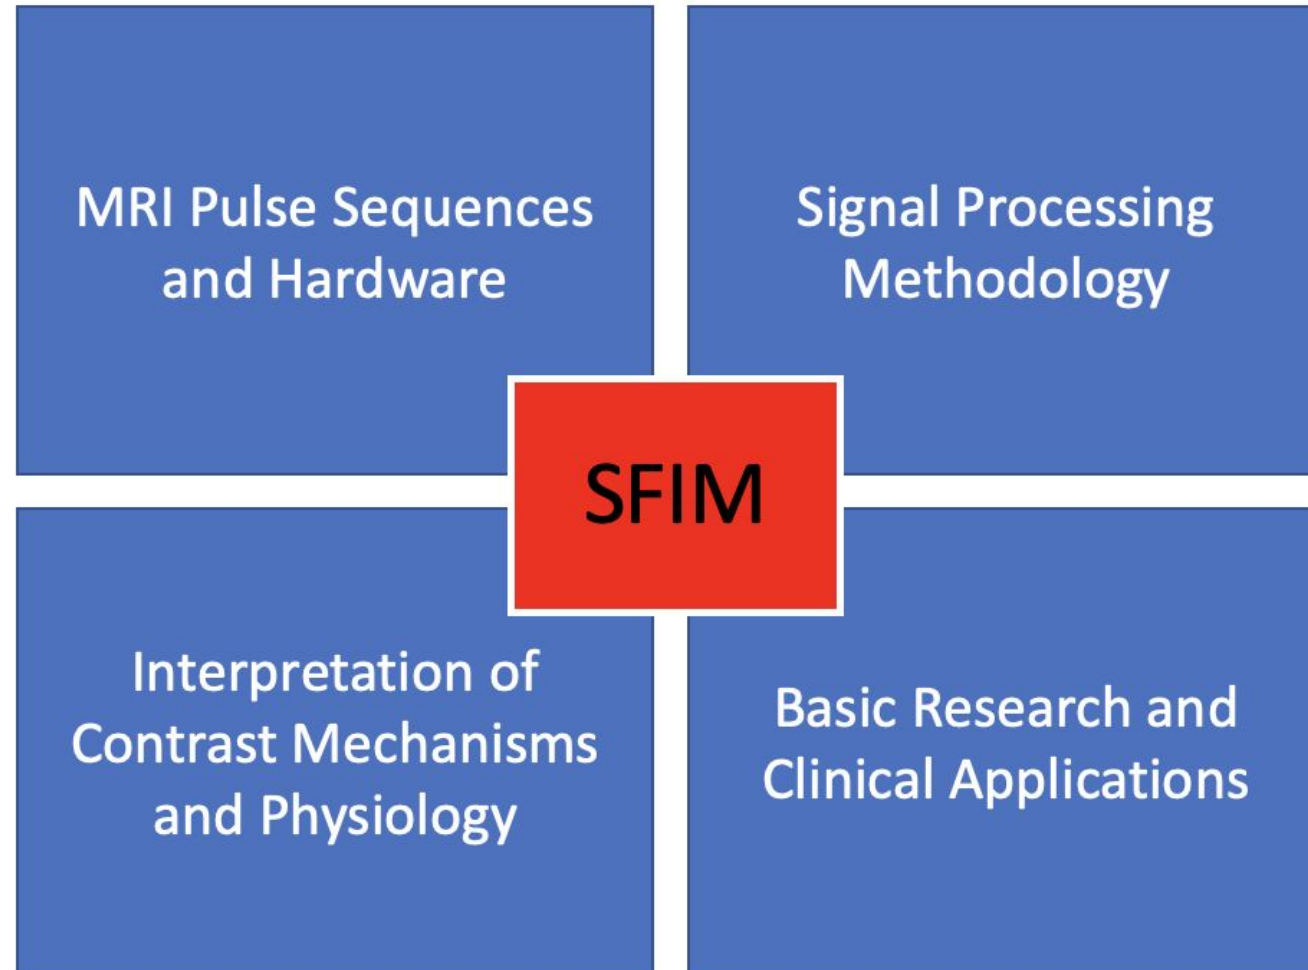 MRI Pulse Sequences
and Hardware
Signal Processing
Methodology
SFIM
Interpretation of
Contrast Mechanisms
and Physiology
Basic Research and
Clinical Applications